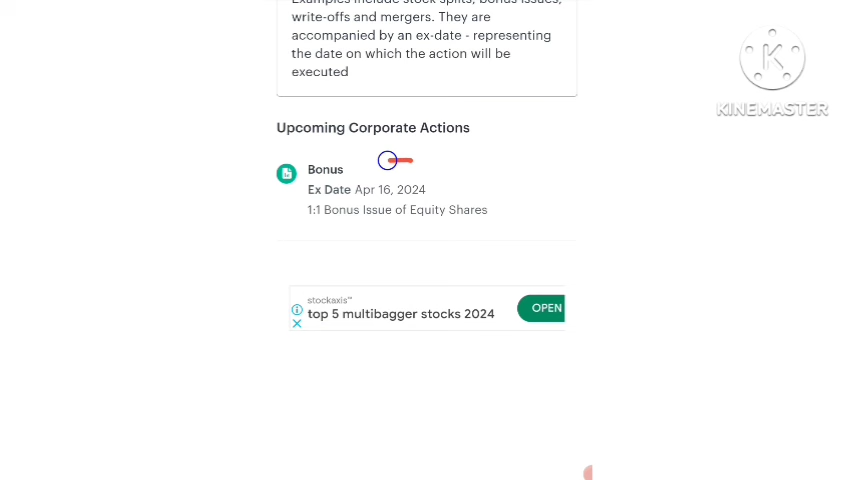 Examples include stock splits, bonus issues,
write-offs and mergers. They are
accompanied by an ex-date - representing
the date on which the action will be
executed
Upcoming Corporate Actions
Bonus
Ex Date Apr 16, 2024
1:1 Bonus Issue of Equity Shares
stockaxis™
top 5 multibagger stocks 2024
OPEN
K
KINEMASTER